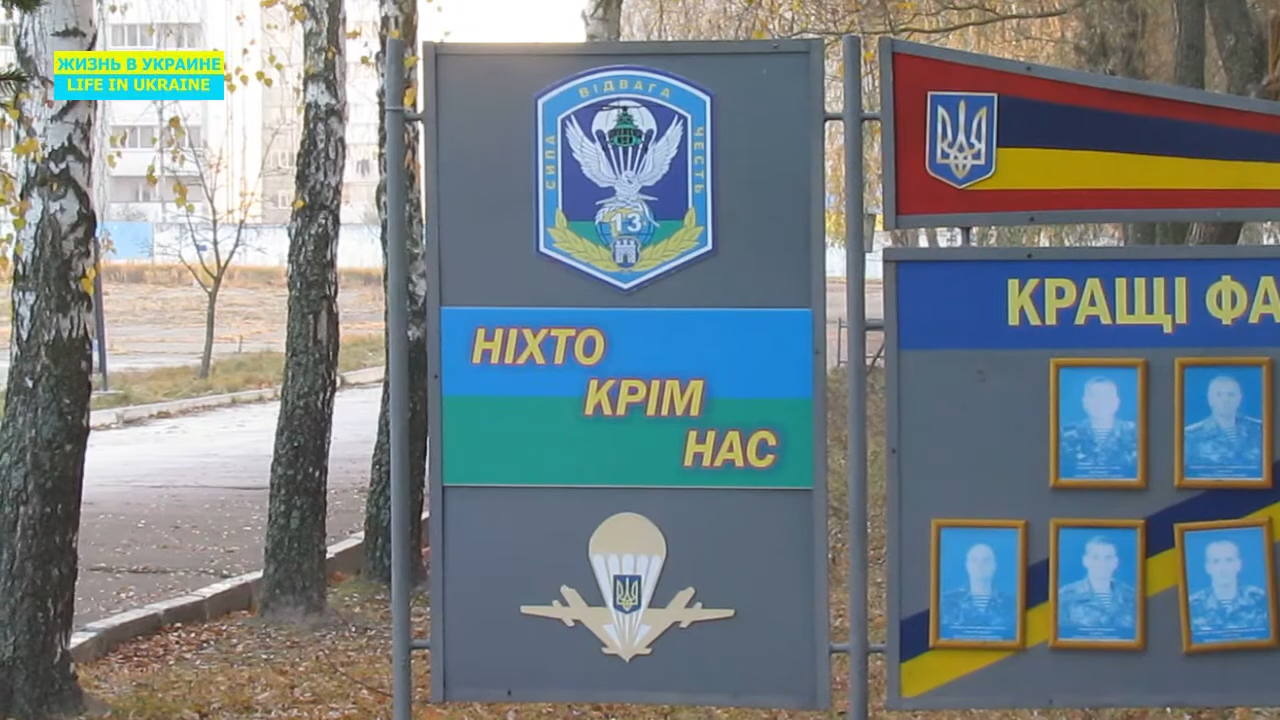 ЖИЗНЬ В УКРАИНЕ
LIFE IN UKRAINE
СИЛА ВІДВАГА ЧЕСТЬ
13
НІХТО
КРІМ
НАС
КРАЩІ ФА